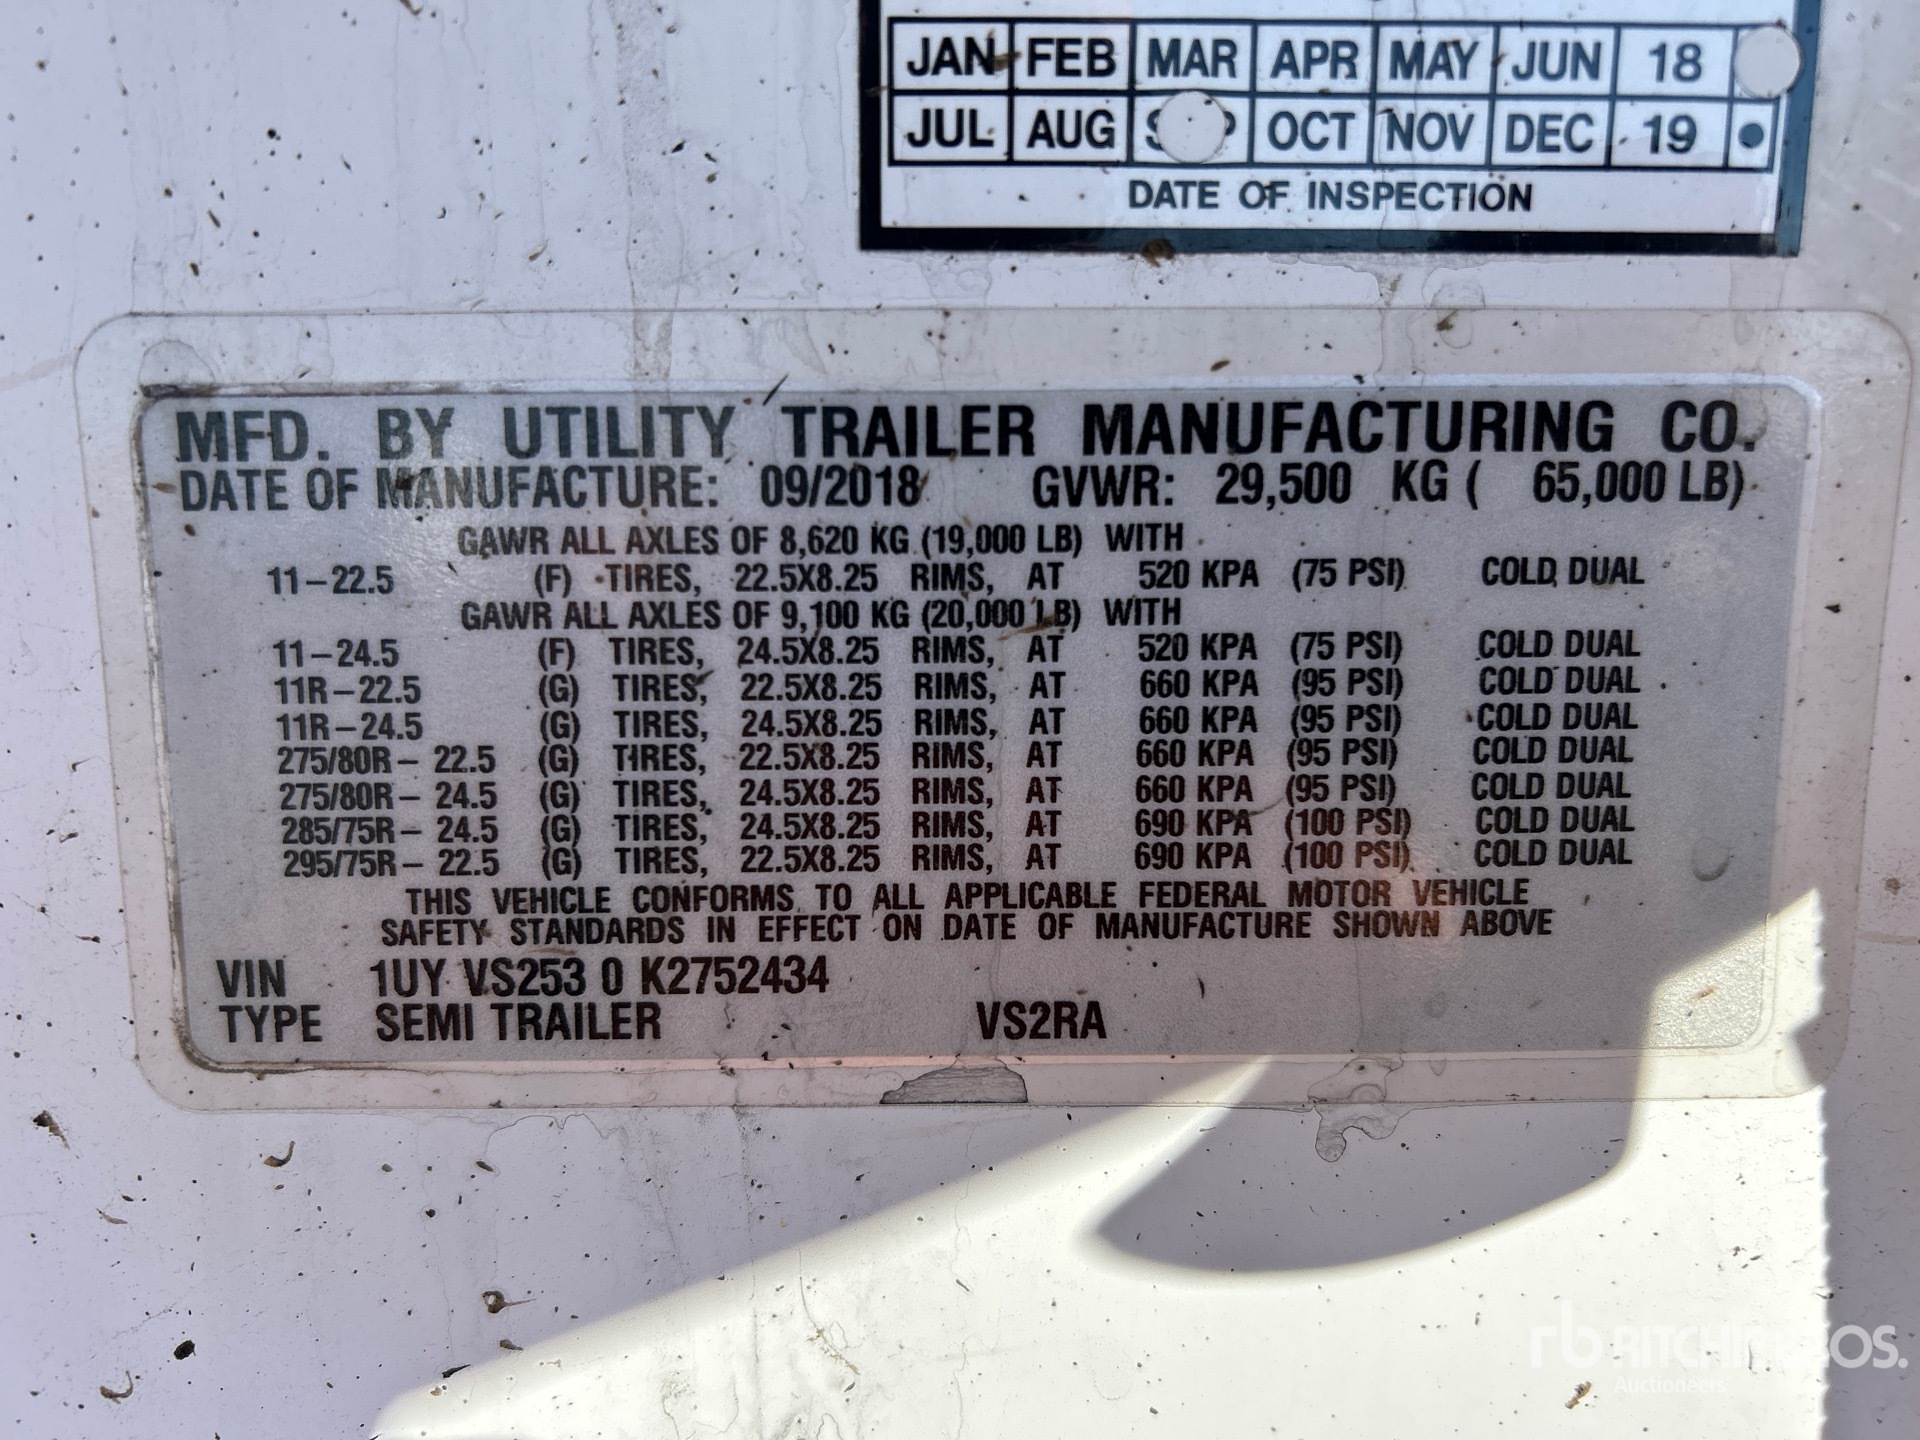 JAN FEB MAR APR MAY JUN 18
JUL AUG OCT NOV DEC 19
DATE OF INSPECTION
MFD. BY UTILITY TRAILER MANUFACTURING CO.
DATE OF MANUFACTURE: 09/2018 GVWR: 29,500 KG ( 65,000 LB)
GAWR ALL AXLES OF 8,620 KG (19,000 LB) WITH
11-22.5 (F) TIRES, 22.5X8.25 RIMS, AT 520 KPA (75 PSI) COLD DUAL
GAWR ALL AXLES OF 9,100 KG (20,000 LB) WITH
11-24.5 (F) TIRES, 24.5X8.25 RIMS, AT 520 KPA (75 PSI) COLD DUAL
11R-22.5 (G) TIRES, 22.5X8.25 RIMS, AT 660 KPA (95 PSI) COLD DUAL
11R-24.5 (G) TIRES, 24.5X8.25 RIMS, AT 660 KPA (95 PSI) COLD DUAL
275/80R- 22.5 (G) TIRES, 22.5X8.25 RIMS, AT 660 KPA (95 PSI) COLD DUAL
275/80R- 24.5 (G) TIRES, 24.5X8.25 RIMS, AT 660 KPA (95 PSI) COLD DUAL
285/75R- 24.5 (G) TIRES, 24.5X8.25 RIMS, AT 690 KPA (100 PSI) COLD DUAL
295/75R- 22.5 (G) TIRES, 22.5X8.25 RIMS, AT 690 KPA (100 PSI) COLD DUAL
THIS VEHICLE CONFORMS TO ALL APPLICABLE FEDERAL MOTOR VEHICLE
SAFETY STANDARDS IN EFFECT ON DATE OF MANUFACTURE SHOWN ABOVE
VIN 1UY VS253 0 K2752434
TYPE SEMI TRAILER VS2RA
rb RITCHIE BROS.
Auctioneers